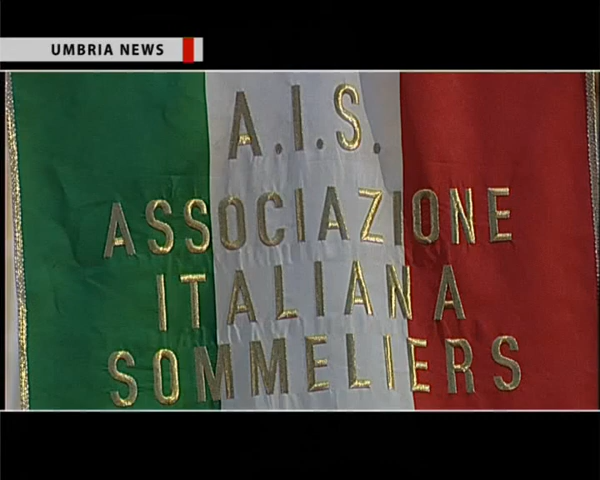 UMBRIA NEWS
A.I.S.
ASSOCIAZIONE
ITALIANA
SOMMELIERS